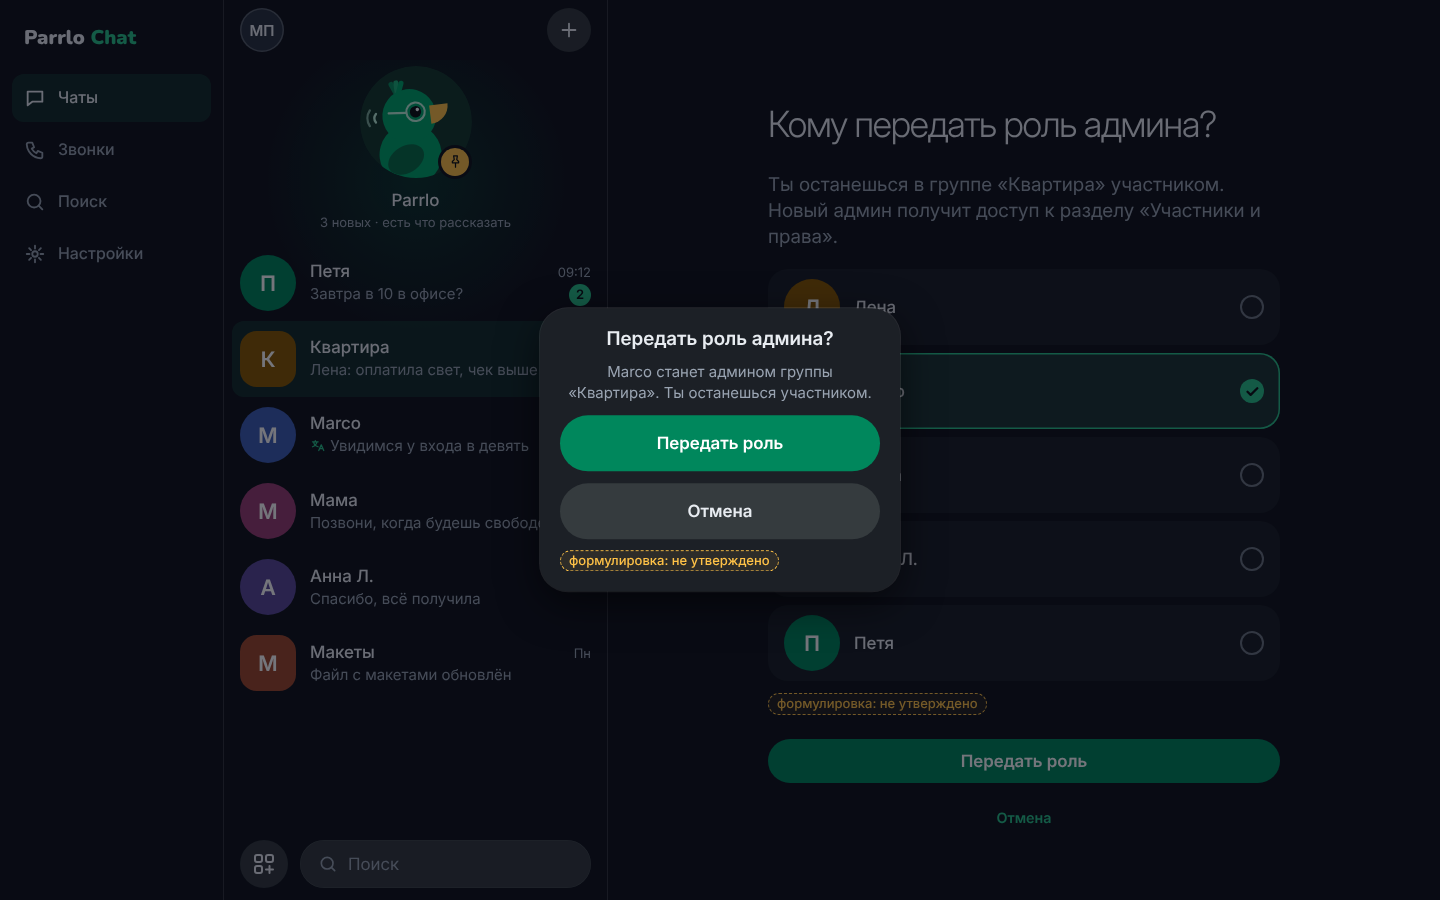 Parrlo Chat
Чаты
Звонки
Поиск
Настройки
МП
Parrlo
3 новых · есть что рассказать
П
Петя
09:12
Завтра в 10 в офисе?
2
К
Квартира
Лена: оплатила свет, чек выше
M
Marco
Увидимся у входа в девять
М
Мама
Позвони, когда будешь свобод
А
Анна Л.
Спасибо, всё получила
М
Макеты
Пн
Файл с макетами обновлён
Поиск
Кому передать роль админа?
Ты останешься в группе «Квартира» участником.
Новый админ получит доступ к разделу «Участники и
права».
Лена
Л.
П
Петя
формулировка: не утверждено
Передать роль
Отмена
Передать роль админа?
Marco станет админом группы
«Квартира». Ты останешься участником.
Передать роль
Отмена
формулировка: не утверждено